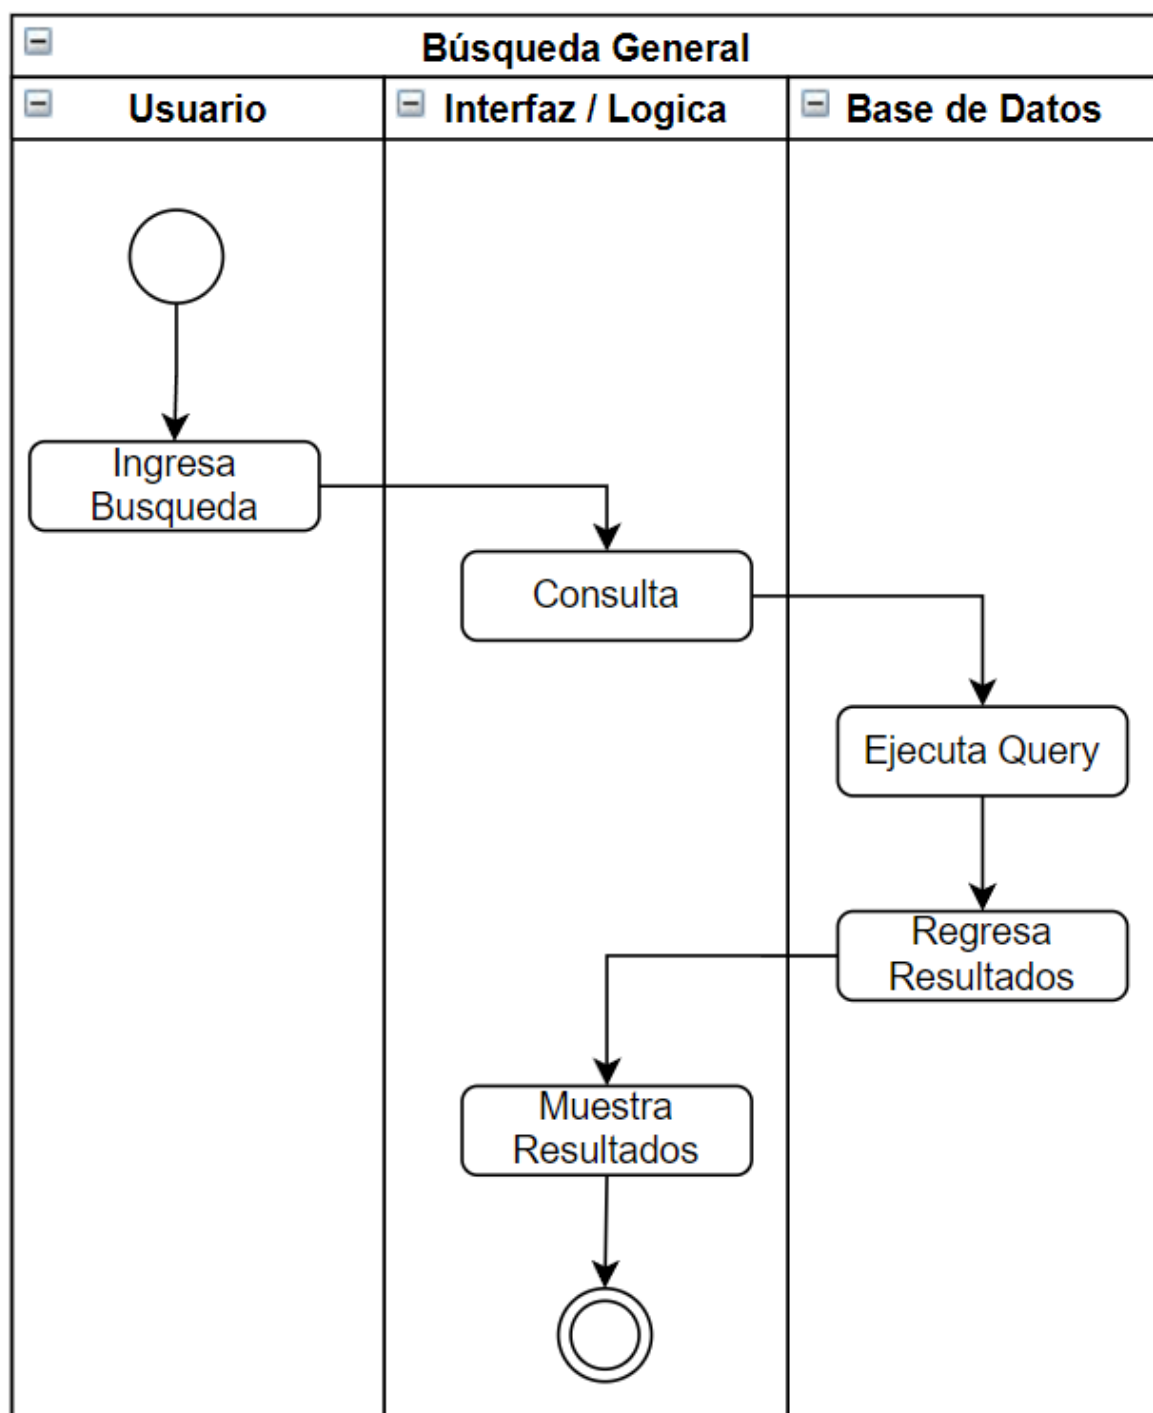 Búsqueda General
Usuario
Interfaz / Logica
Base de Datos
Ingresa
Busqueda
Consulta
Ejecuta Query
Regresa
Resultados
Muestra
Resultados